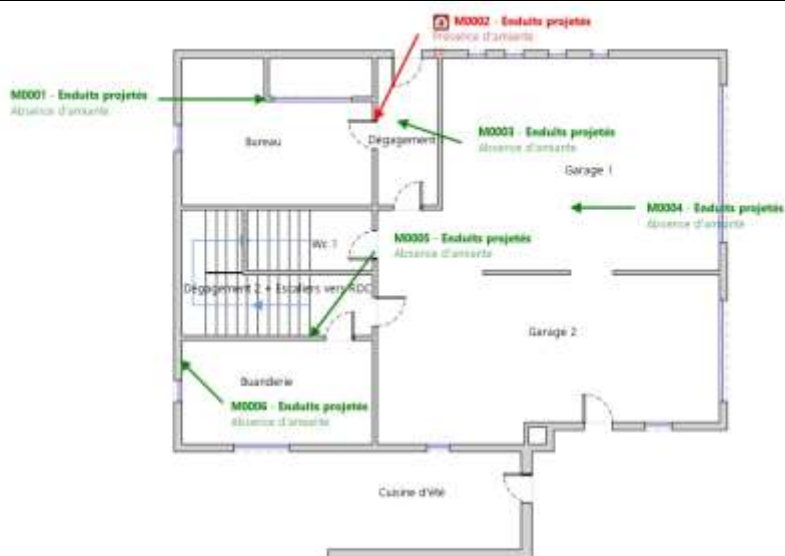 M0002 - Enduits projetés
Présence d'amiante
M0001 - Enduits projetés
Absence d'amiante
M0003 - Enduits projetés
Absence d'amiante
Bureau
Dégagement
Garage 1
M0004 - Enduits projetés
Absence d'amiante
M0005 - Enduits projetés
Absence d'amiante
Wc 1
Dégagement 2 + Escaliers vers RDC
Garage 2
Buanderie
M0006 - Enduits projetés
Absence d'amiante
Cuisine d'été